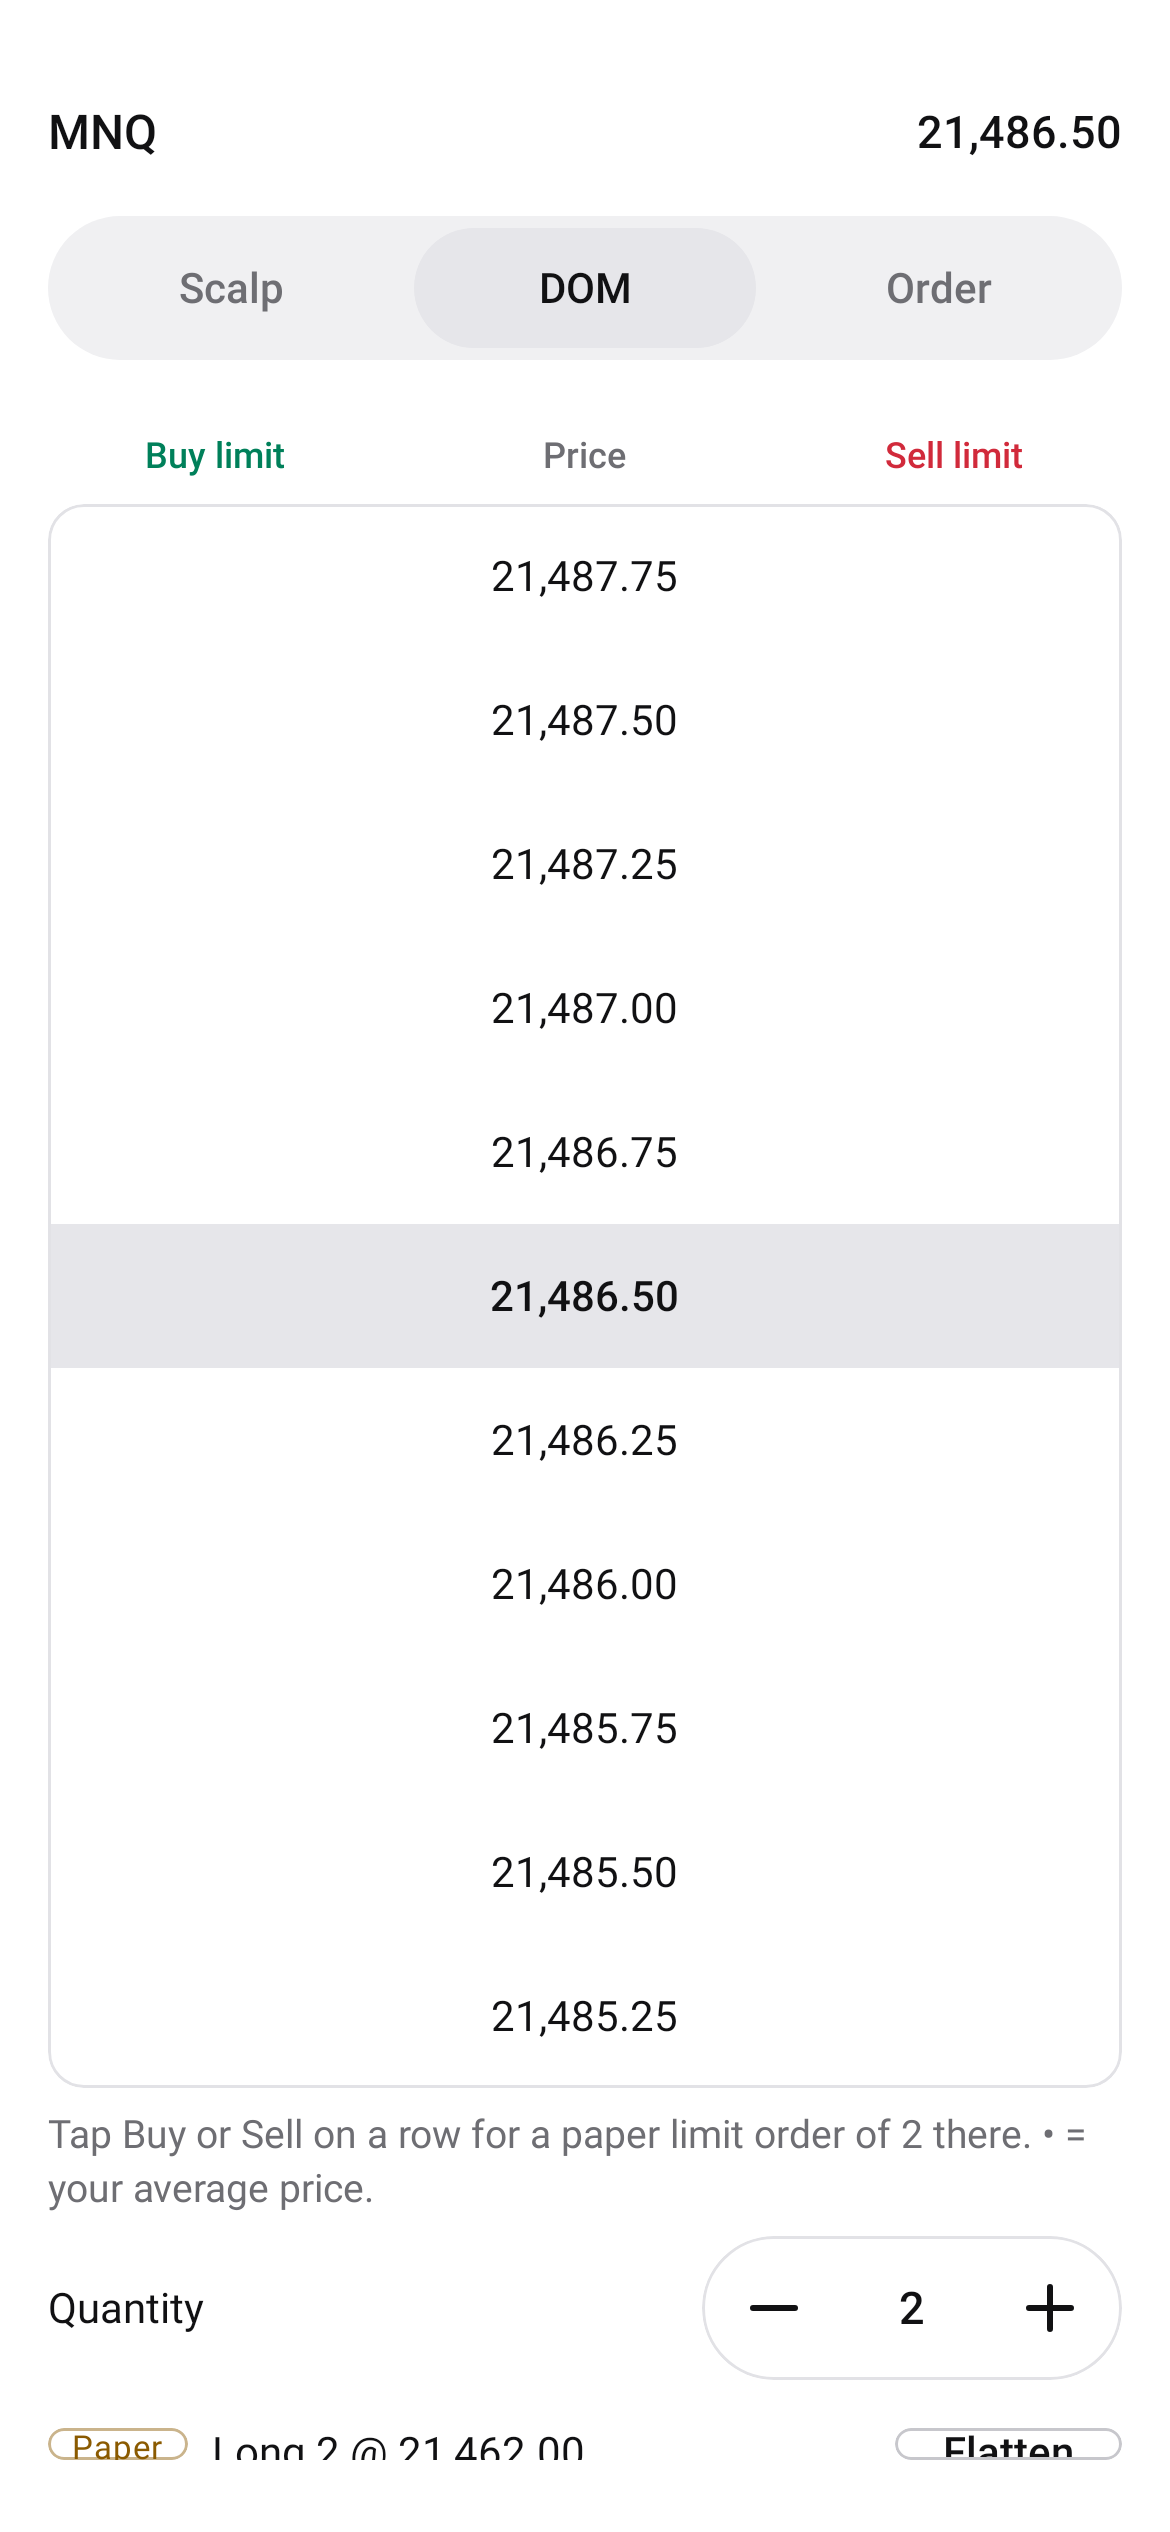 MNQ 21,486.50
Scalp DOM Order
Buy limit Price Sell limit
21,487.75
21,487.50
21,487.25
21,487.00
21,486.75
21,486.50
21,486.25
21,486.00
21,485.75
21,485.50
21,485.25
Tap Buy or Sell on a row for a paper limit order of 2 there. • =
your average price.
Quantity 2
Paper Long 2 @ 21,462.00 Flatten